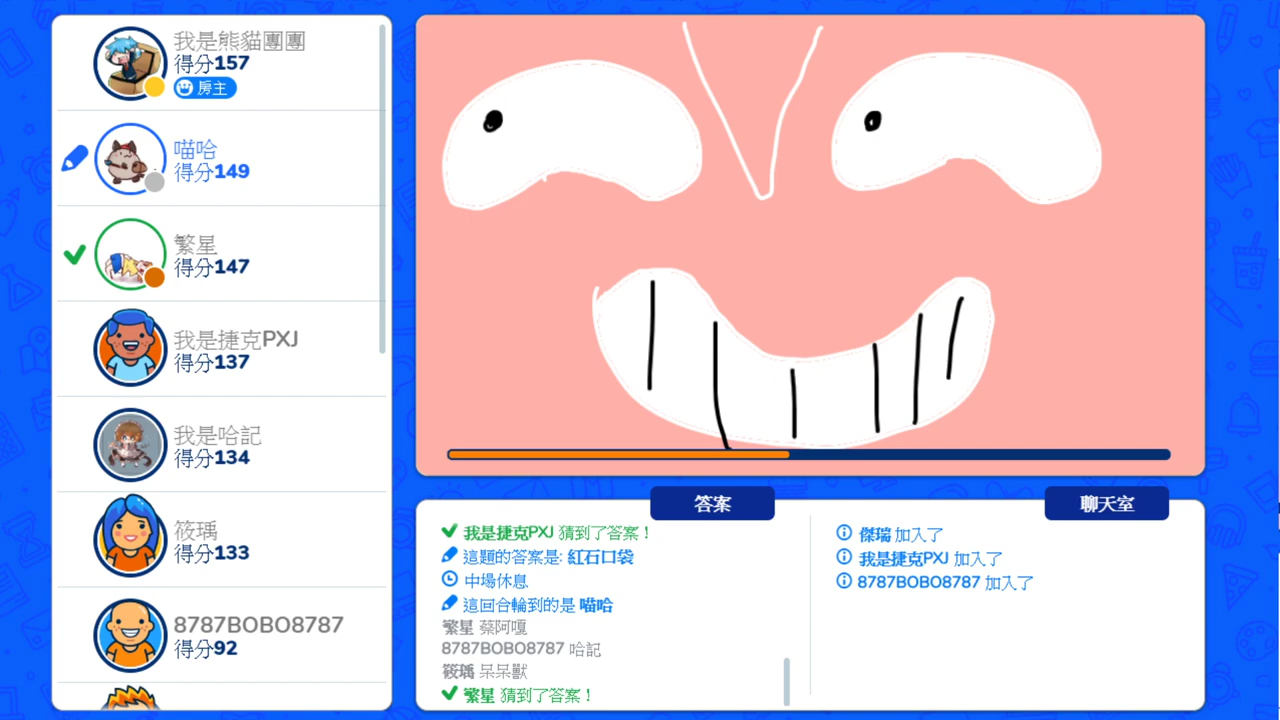 我是熊貓團團
得分157
房主
喵哈
得分149
繁星
得分147
我是捷克PXJ
得分137
我是哈記
得分134
筱瑀
得分133
8787BOBO8787
得分92
答案
我是捷克PXJ 猜到了答案！
這題的答案是: 紅石口袋
中場休息
這回合輪到的是 喵哈
繁星 蔡阿嘎
8787BOBO8787 哈記
筱瑀 呆呆獸
繁星 猜到了答案！
聊天室
傑瑞 加入了
我是捷克PXJ 加入了
8787BOBO8787 加入了